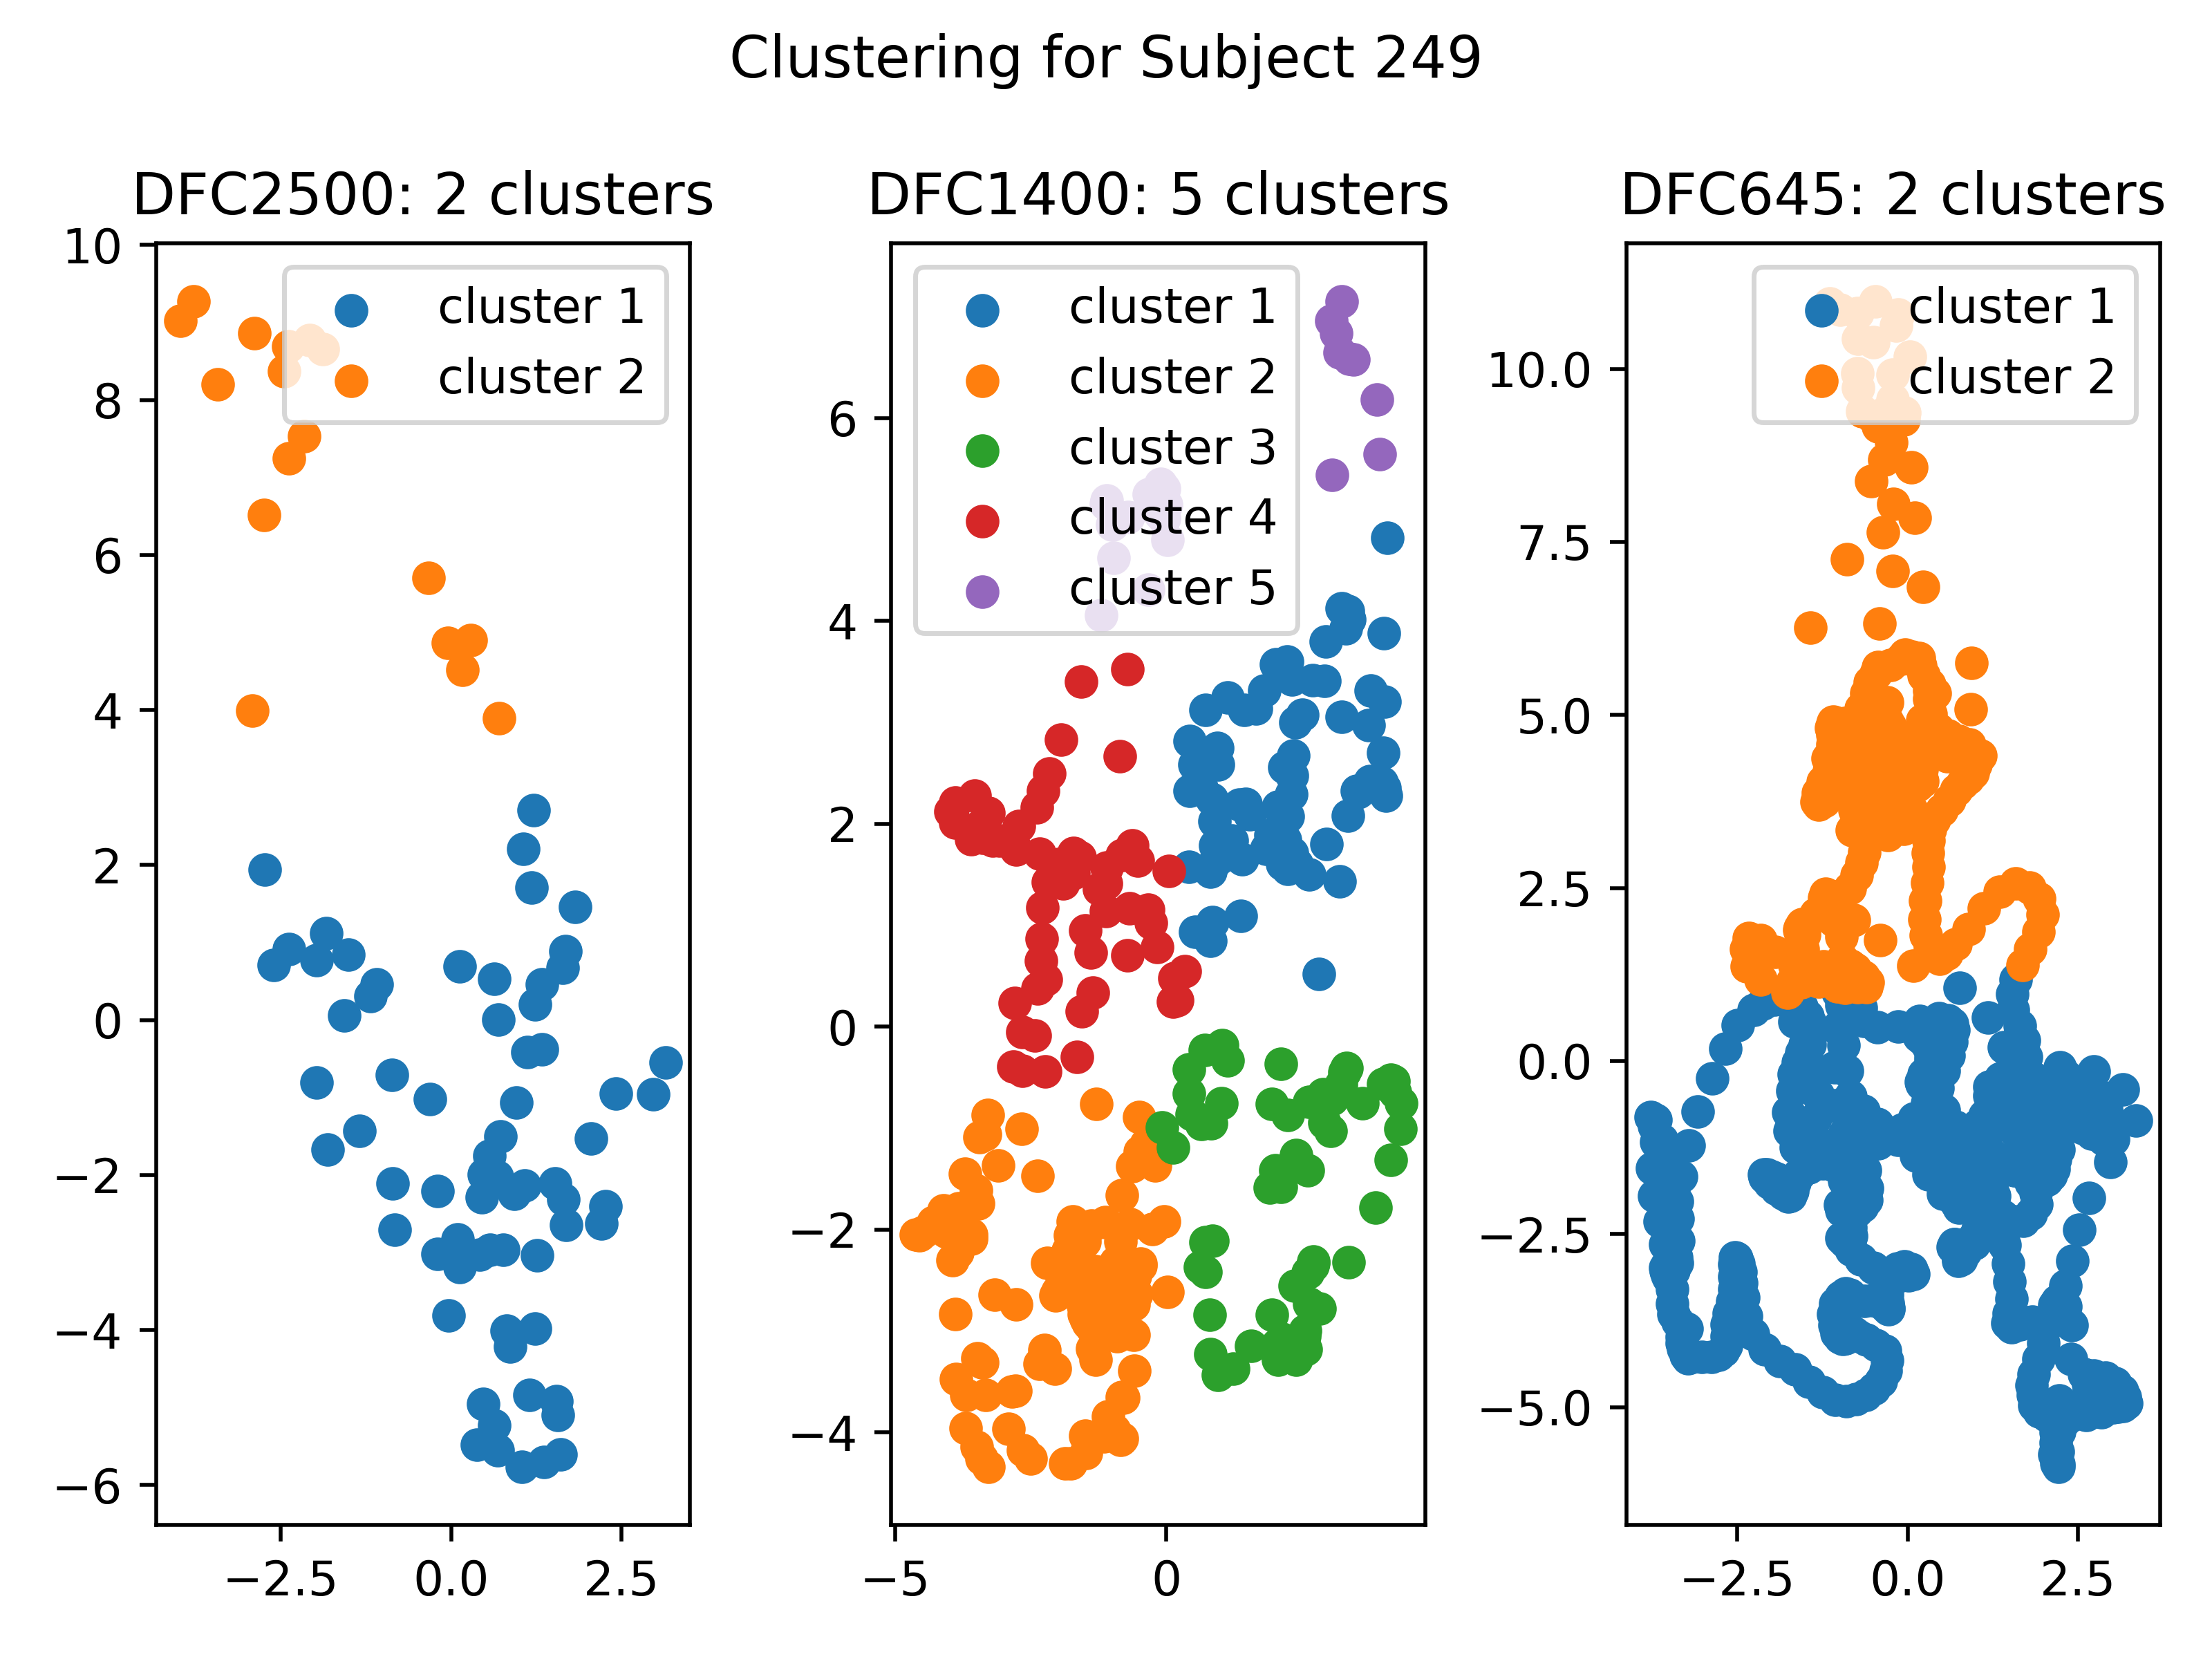 Clustering for Subject 249
DFC2500: 2 clusters
DFC1400: 5 clusters
DFC645: 2 clusters
10
8
6
4
2
0
−2
−4
−6
−2.5
0.0
2.5
cluster 1
cluster 2
6
4
2
0
−2
−4
−5
0
cluster 1
cluster 2
cluster 3
cluster 4
cluster 5
10.0
7.5
5.0
2.5
0.0
−2.5
−5.0
−2.5
0.0
2.5
cluster 1
cluster 2